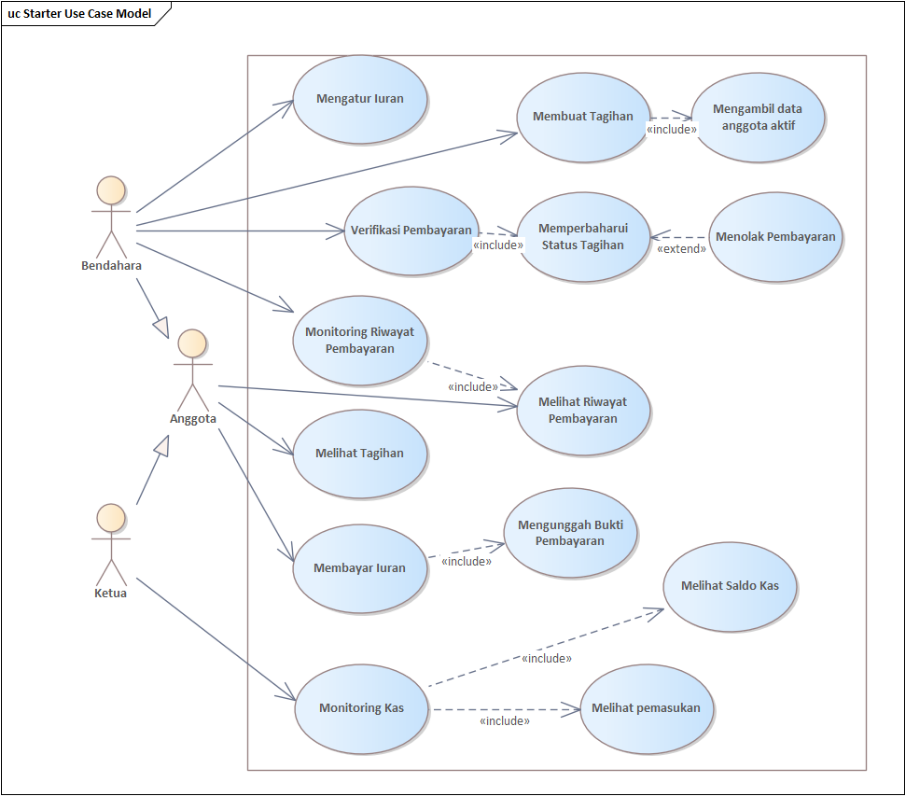 uc Starter Use Case Model
Mengatur Iuran
Membuat Tagihan
«include»
Mengambil data
anggota aktif
Bendahara
Verifikasi Pembayaran
«include»
Memperbaharui
Status Tagihan
«extend»
Menolak Pembayaran
Monitoring Riwayat
Pembayaran
«include»
Melihat Riwayat
Pembayaran
Anggota
Melihat Tagihan
Membayar Iuran
«include»
Mengunggah Bukti
Pembayaran
Ketua
Melihat Saldo Kas
«include»
Monitoring Kas
«include»
Melihat pemasukan